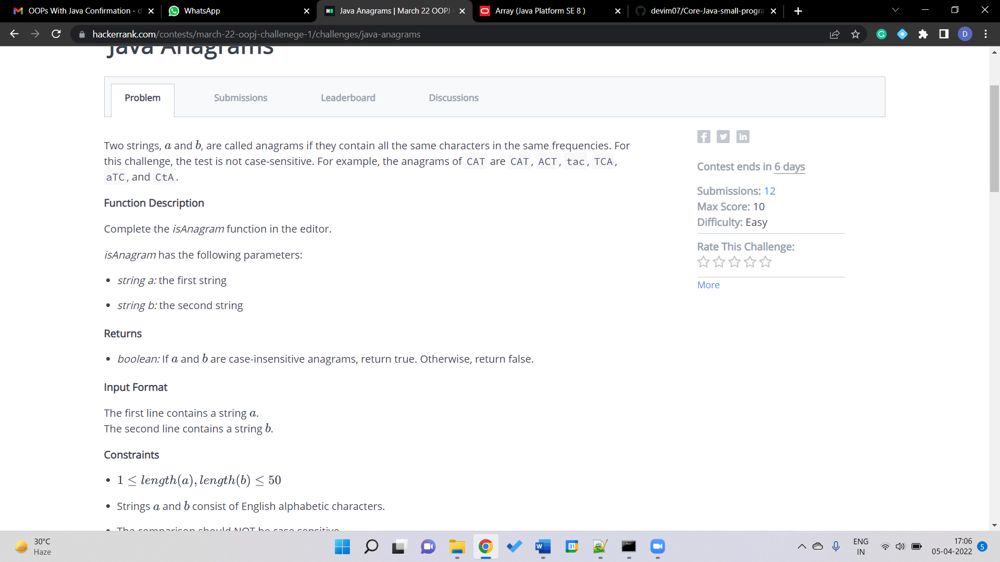 OOPs With Java Confirmation - d
WhatsApp
Java Anagrams | March 22 OOPJ
Array (Java Platform SE 8 )
devim07/Core-Java-small-progra
hackerrank.com/contests/march-22-oopj-challenege-1/challenges/java-anagrams
D
Java Anagrams
Problem
Submissions
Leaderboard
Discussions
Two strings, a and b, are called anagrams if they contain all the same characters in the same frequencies. For
this challenge, the test is not case-sensitive. For example, the anagrams of CAT are CAT, ACT, tac, TCA,
aTC, and CtA.
Function Description
Complete the isAnagram function in the editor.
isAnagram has the following parameters:
• string a: the first string
• string b: the second string
Returns
• boolean: If a and b are case-insensitive anagrams, return true. Otherwise, return false.
Input Format
The first line contains a string a.
The second line contains a string b.
Constraints
• 1 ≤ length(a), length(b) ≤ 50
• Strings a and b consist of English alphabetic characters.
• The comparison should NOT be case sensitive.
Contest ends in 6 days
Submissions: 12
Max Score: 10
Difficulty: Easy
Rate This Challenge:
More
30°C
Haze
31
ENG
IN
17:06
05-04-2022
5